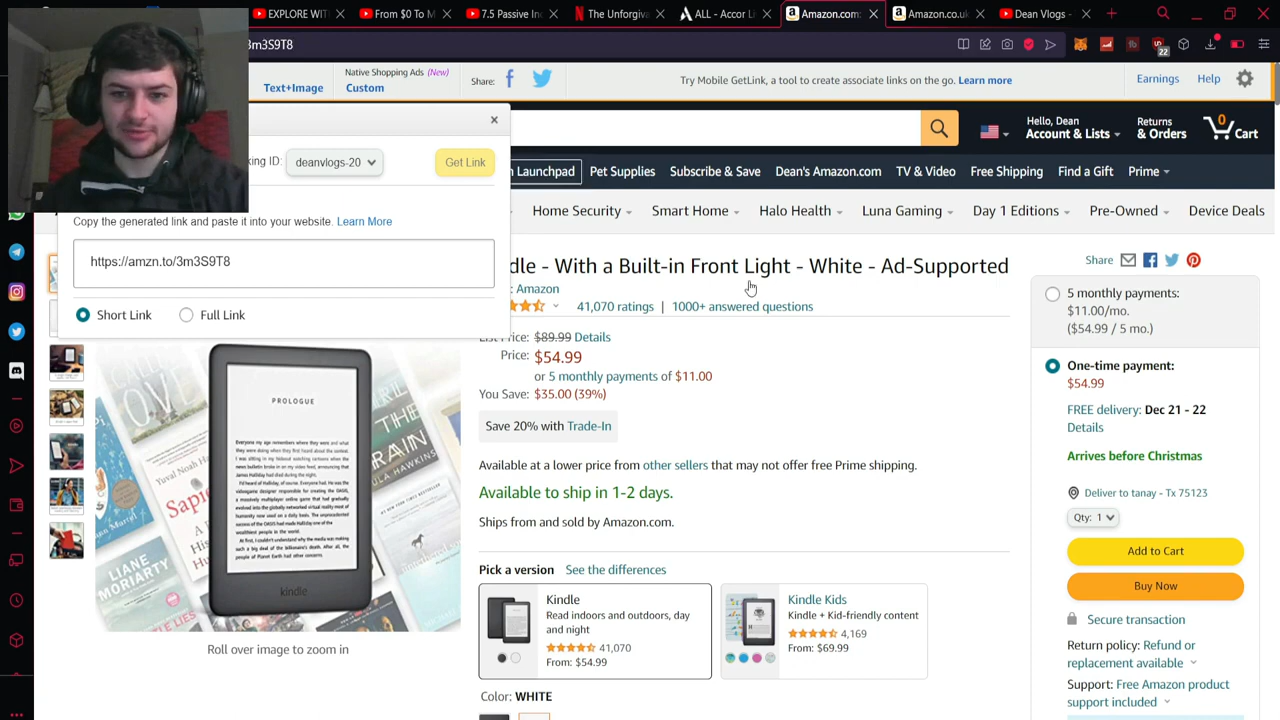 EXPLORE WIT
From $0 To M
7.5 Passive Inc
The Unforgiva
ALL - Accor Li
Amazon.com:
Amazon.co.uk
Dean Vlogs -
3m3S9T8
22
Text+Image
Native Shopping Ads (New)
Custom
Share:
Try Mobile GetLink, a tool to create associate links on the go. Learn more
Earnings
Help
Hello, Dean
Account & Lists
Returns
& Orders
0
Cart
king ID:
deanvlogs-20
Get Link
n Launchpad
Pet Supplies
Subscribe & Save
Dean's Amazon.com
TV & Video
Free Shipping
Find a Gift
Prime
Copy the generated link and paste it into your website. Learn More
https://amzn.to/3m3S9T8
Short Link
Full Link
Home Security
Smart Home
Halo Health
Luna Gaming
Day 1 Editions
Pre-Owned
Device Deals
dle - With a Built-in Front Light - White - Ad-Supported
: Amazon
41,070 ratings | 1000+ answered questions
List Price: $89.99 Details
Price: $54.99
or 5 monthly payments of $11.00
You Save: $35.00 (39%)
Save 20% with Trade-In
Available at a lower price from other sellers that may not offer free Prime shipping.
Available to ship in 1-2 days.
Ships from and sold by Amazon.com.
Pick a version See the differences
Kindle
Read indoors and outdoors, day
and night
41,070
From: $54.99
Kindle Kids
Kindle + Kid-friendly content
4,169
From: $69.99
Color: WHITE
Share
5 monthly payments:
$11.00/mo.
($54.99 / 5 mo.)
One-time payment:
$54.99
FREE delivery: Dec 21 - 22
Details
Arrives before Christmas
Deliver to tanay - Tx 75123
Qty: 1
Add to Cart
Buy Now
Secure transaction
Return policy: Refund or
replacement available
Support: Free Amazon product
support included
PROLOGUE
kindle
LIANE
MORIARTY
HAWKINS
Roll over image to zoom in